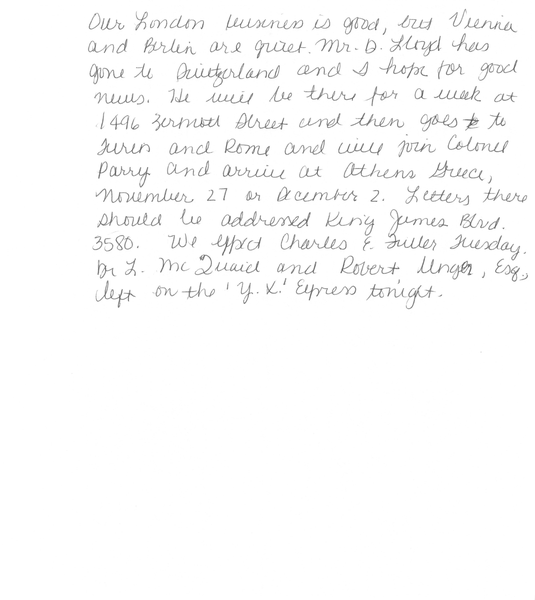 Our London business is good, but Vienna
and Berlin are quiet. Mr. D. Lloyd has
gone to Switzerland and I hope for good
news. He will be there for a week at
1496 Zermott Street and then goes to
Turin and Rome and will join Colonel
Parry and arrive at Athens Greece,
November 27 or December 2. Letters there
should be addressed King James Blvd.
3580. We expect Charles E. Fuller Tuesday.
Dr L. McQuaid and Robert Unger, Esq.,
left on the 'Y.X.' Express tonight.